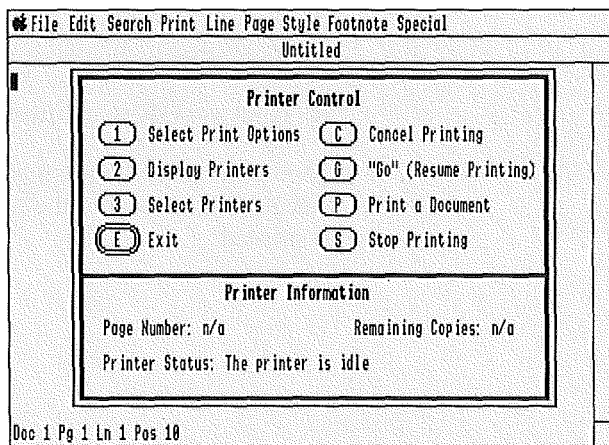 File Edit Search Print Line Page Style Footnote Special
Untitled
Printer Control
1 Select Print Options C Cancel Printing
2 Display Printers G "Go" (Resume Printing)
3 Select Printers P Print a Document
E Exit S Stop Printing
Printer Information
Page Number: n/a Remaining Copies: n/a
Printer Status: The printer is idle
Doc 1 Pg 1 Ln 1 Pos 10